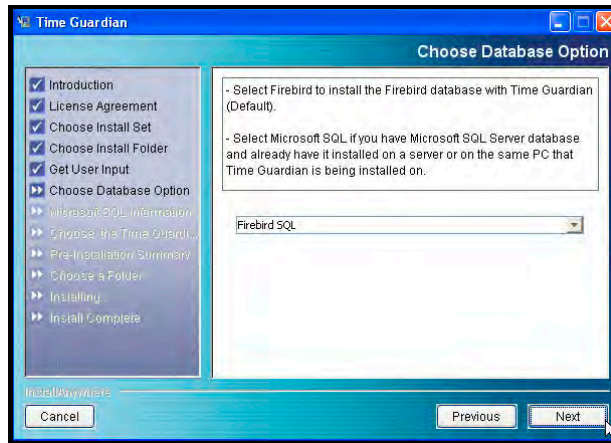 Time Guardian
Choose Database Option
Introduction
License Agreement
Choose Install Set
Choose Install Folder
Get User Input
Choose Database Option
Microsoft SQL Information
Choose the Time Guardi...
Pre-Installation Summary
Choose a Folder
Installing...
Install Complete
- Select Firebird to install the Firebird database with Time Guardian
(Default).
- Select Microsoft SQL if you have Microsoft SQL Server database
and already have it installed on a server or on the same PC that
Time Guardian is being installed on.
Firebird SQL
InstallAnywhere
Cancel
Previous
Next